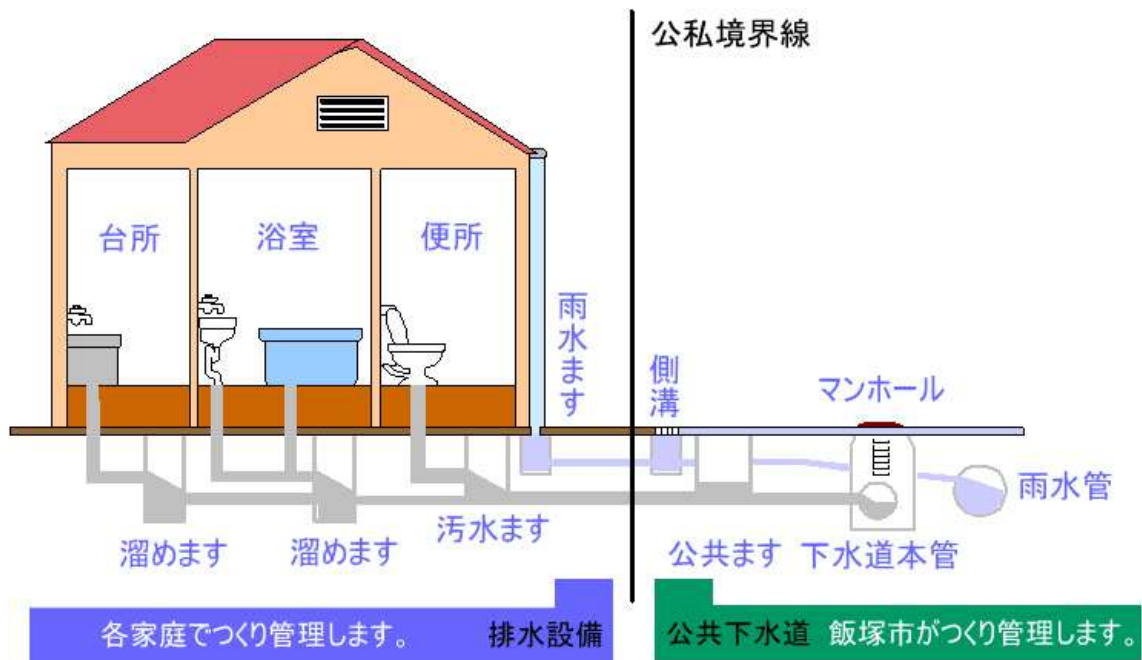 公私境界線
台所
浴室
便所
雨水ます
側溝
マンホール
雨水管
溜めます
溜めます
汚水ます
公共ます
下水道本管
各家庭でつくり管理します。 排水設備
公共下水道 飯塚市がつくり管理します。